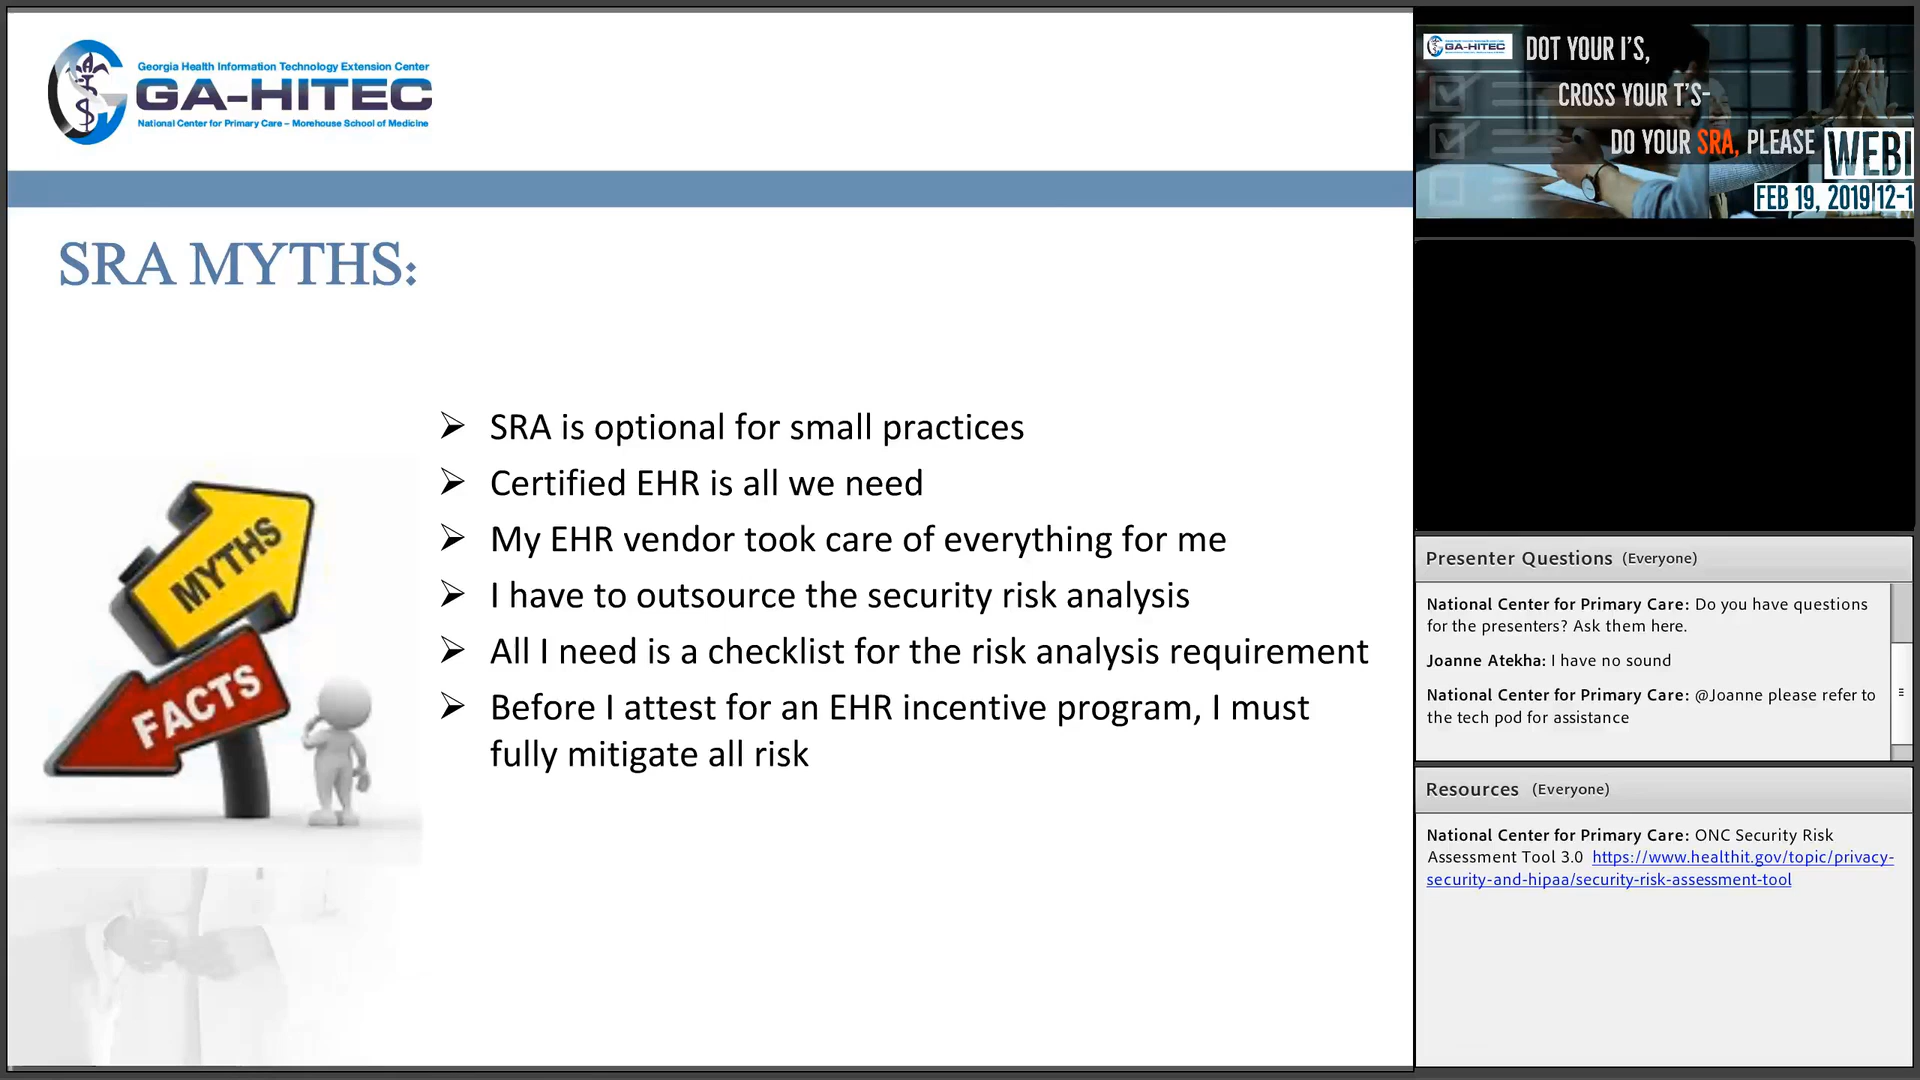 Georgia Health Information Technology Extension Center
GA-HITEC
National Center for Primary Care – Morehouse School of Medicine
SRA MYTHS:
MYTHS
FACTS
➢ SRA is optional for small practices
➢ Certified EHR is all we need
➢ My EHR vendor took care of everything for me
➢ I have to outsource the security risk analysis
➢ All I need is a checklist for the risk analysis requirement
➢ Before I attest for an EHR incentive program, I must
fully mitigate all risk
GA-HITEC
DOT YOUR I'S,
CROSS YOUR T'S-
DO YOUR SRA, PLEASE
WEBI
FEB 19, 2019 12-1
Presenter Questions (Everyone)
National Center for Primary Care: Do you have questions
for the presenters? Ask them here.
Joanne Atekha: I have no sound
National Center for Primary Care: @Joanne please refer to
the tech pod for assistance
Resources (Everyone)
National Center for Primary Care: ONC Security Risk
Assessment Tool 3.0 https://www.healthit.gov/topic/privacy-
security-and-hipaa/security-risk-assessment-tool